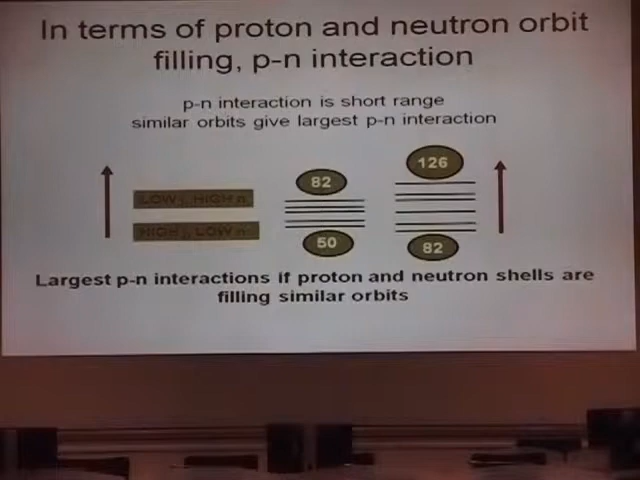 In terms of proton and neutron orbit
filling, p-n interaction
p-n interaction is short range
similar orbits give largest p-n interaction
126
82
LOW j, HIGH n
HIGH j, LOW n
50
82
Largest p-n interactions if proton and neutron shells are
filling similar orbits